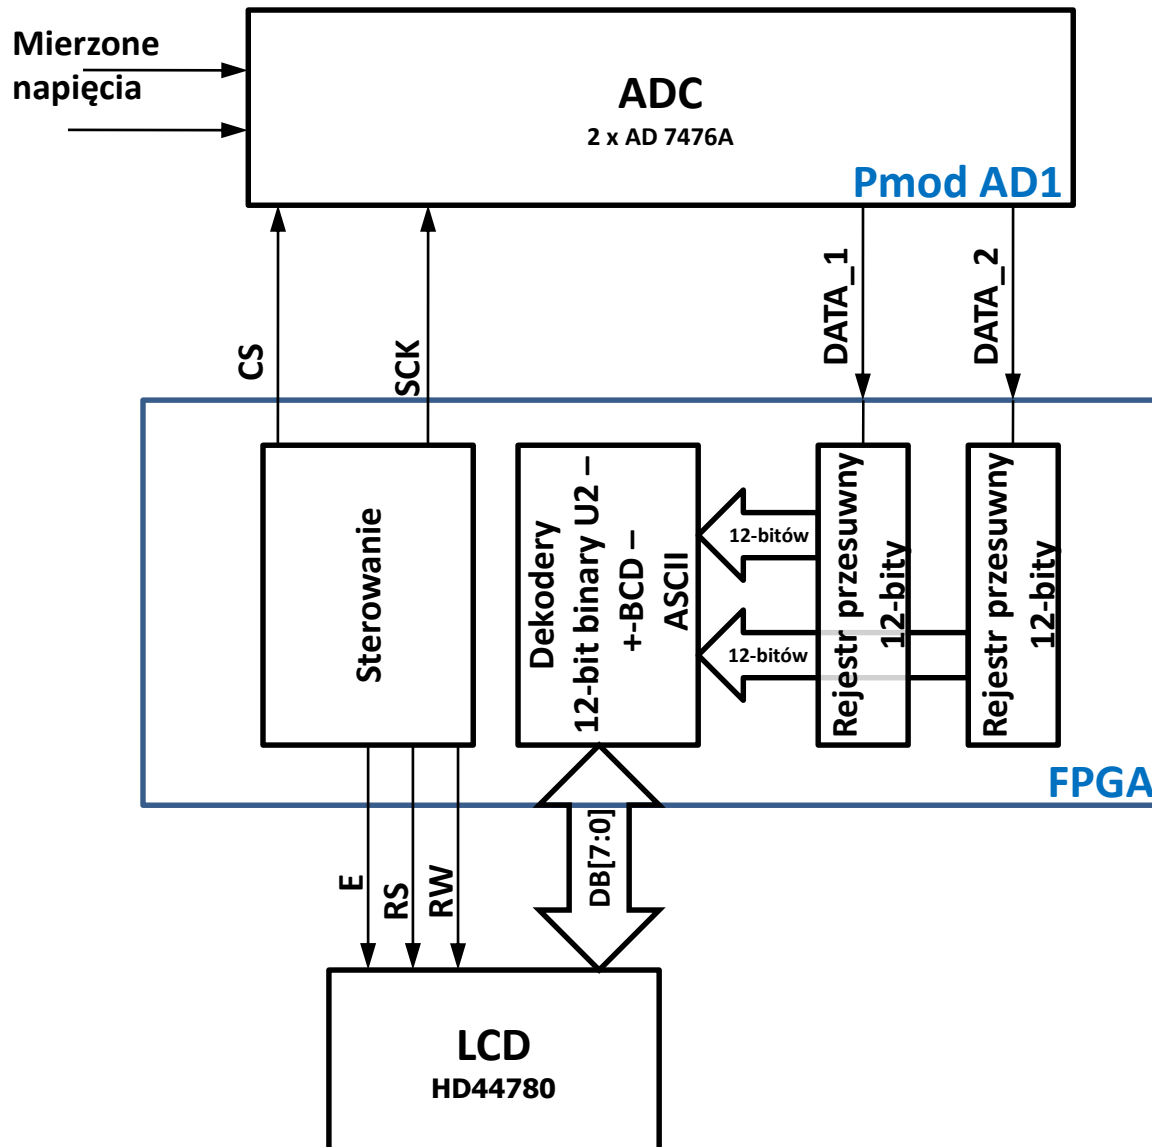 Mierzone
napięcia
ADC
2 x AD 7476A
Pmod AD1
CS
SCK
DATA_1
DATA_2
Sterowanie
Dekodery
12-bit binary U2 –
+-BCD –
ASCII
12-bitów
12-bitów
Rejestr przesuwny
12-bity
Rejestr przesuwny
12-bity
FPGA
E
RS
RW
DB[7:0]
LCD
HD44780